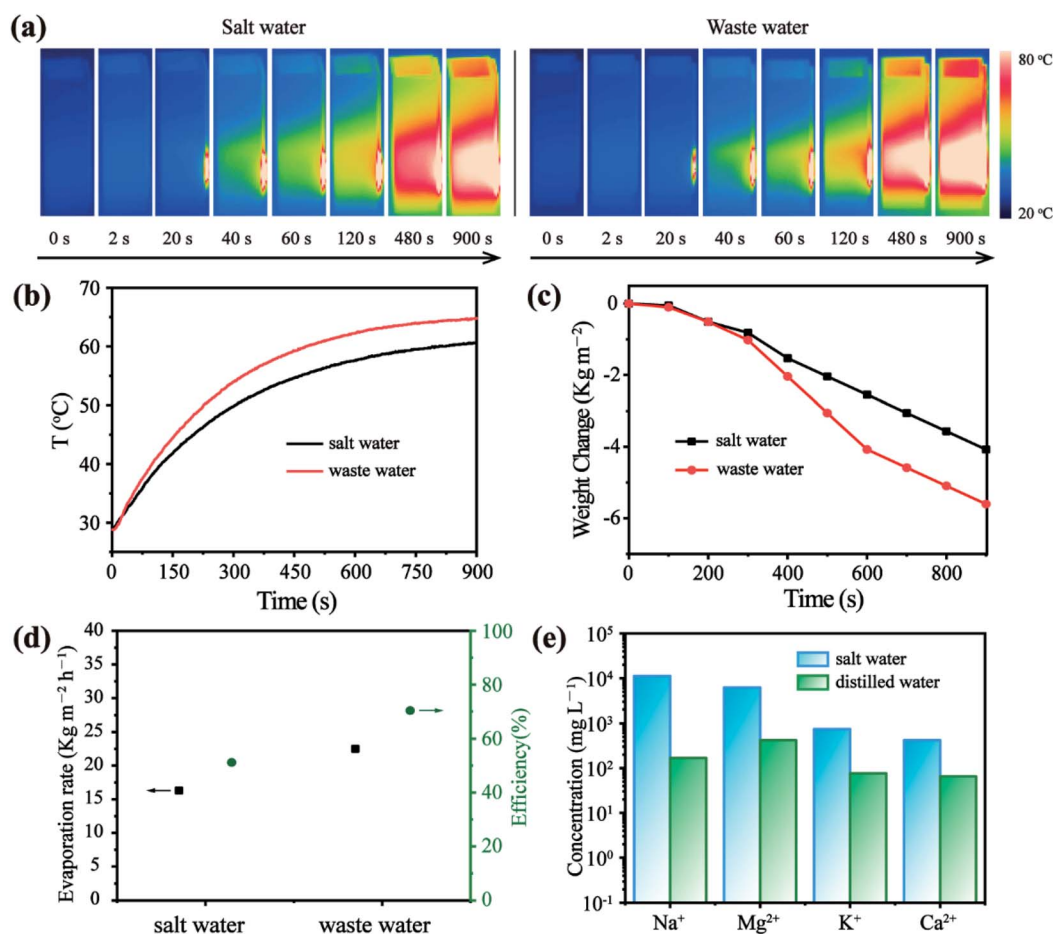 (a)
Salt water
Waste water
80 °C
20 °C
0 s 2 s 20 s 40 s 60 s 120 s 480 s 900 s
0 s 2 s 20 s 40 s 60 s 120 s 480 s 900 s
(b)
70
60
50
40
30
T (°C)
salt water
waste water
0 150 300 450 600 750 900
Time (s)
(c)
0
-2
-4
-6
Weight Change (Kg m⁻²)
salt water
waste water
0 200 400 600 800
Time (s)
(d)
40
35
30
25
20
15
10
5
0
Evaporation rate (Kg m⁻² h⁻¹)
100
80
60
40
20
0
Efficiency(%)
salt water waste water
(e)
10⁵
10⁴
10³
10²
10¹
10⁰
10⁻¹
Concentration (mg L⁻¹)
salt water
distilled water
Na⁺ Mg²⁺ K⁺ Ca²⁺